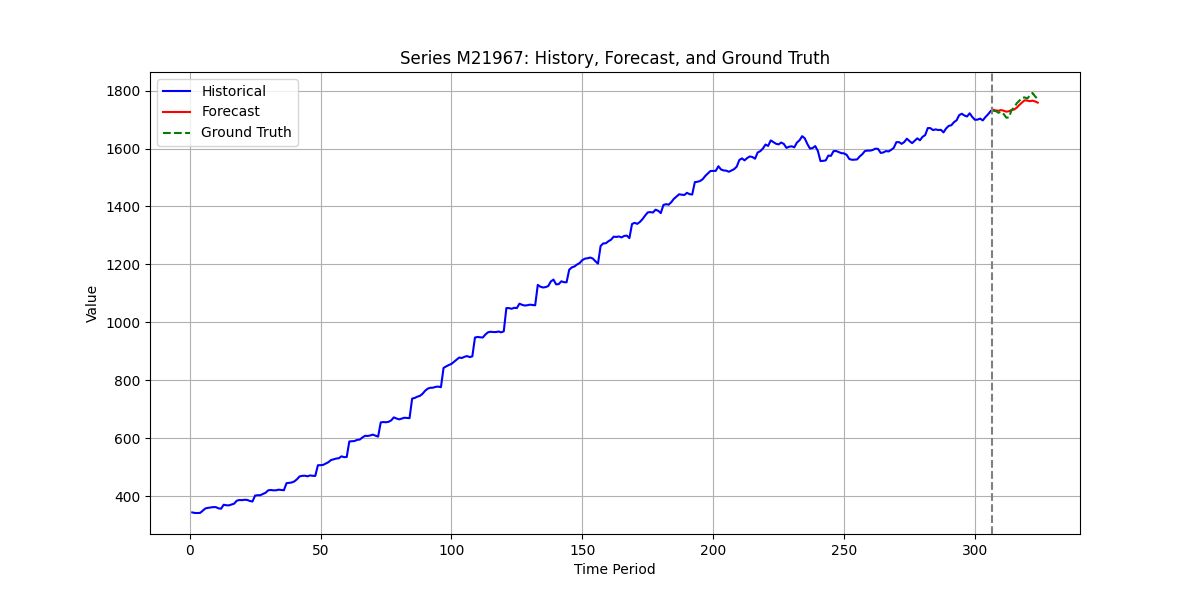 Series M21967: History, Forecast, and Ground Truth
Historical
Forecast
Ground Truth
1800
1600
1400
1200
1000
800
600
400
Value
0 50 100 150 200 250 300
Time Period